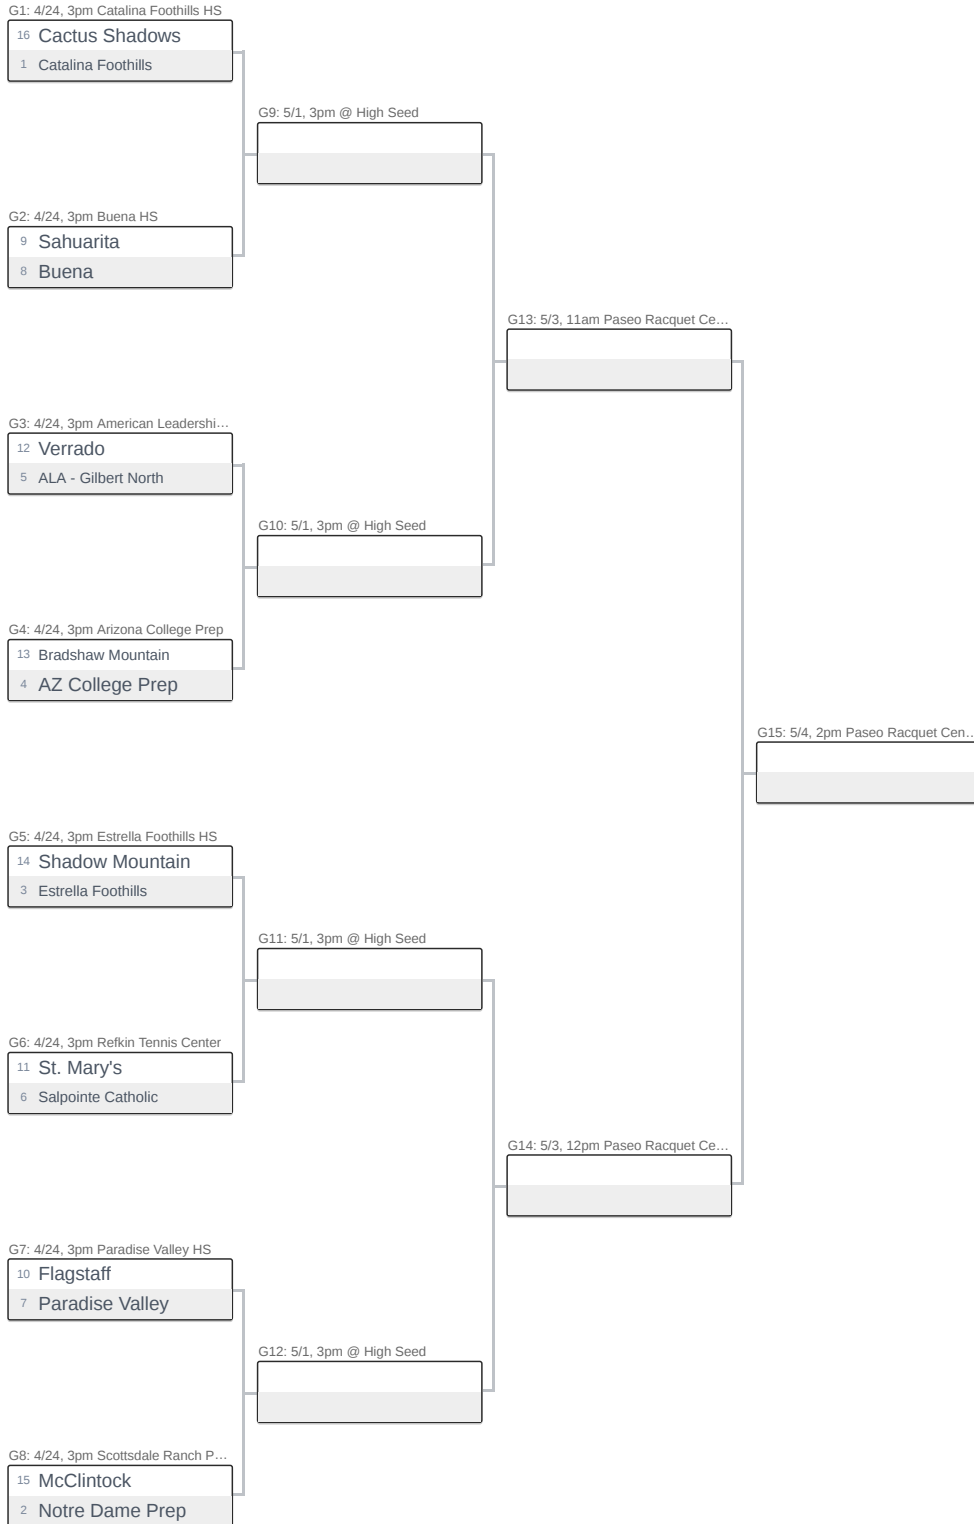 G1: 4/24, 3pm Catalina Foothills HS
16 Cactus Shadows
1 Catalina Foothills
G9: 5/1, 3pm @ High Seed
G2: 4/24, 3pm Buena HS
9 Sahuarita
8 Buena
G13: 5/3, 11am Paseo Racquet Ce...
G3: 4/24, 3pm American Leadershi...
12 Verrado
5 ALA - Gilbert North
G10: 5/1, 3pm @ High Seed
G4: 4/24, 3pm Arizona College Prep
13 Bradshaw Mountain
4 AZ College Prep
G15: 5/4, 2pm Paseo Racquet Cen...
G5: 4/24, 3pm Estrella Foothills HS
14 Shadow Mountain
3 Estrella Foothills
G11: 5/1, 3pm @ High Seed
G6: 4/24, 3pm Refkin Tennis Center
11 St. Mary's
6 Salpointe Catholic
G14: 5/3, 12pm Paseo Racquet Ce...
G7: 4/24, 3pm Paradise Valley HS
10 Flagstaff
7 Paradise Valley
G12: 5/1, 3pm @ High Seed
G8: 4/24, 3pm Scottsdale Ranch P...
15 McClintock
2 Notre Dame Prep